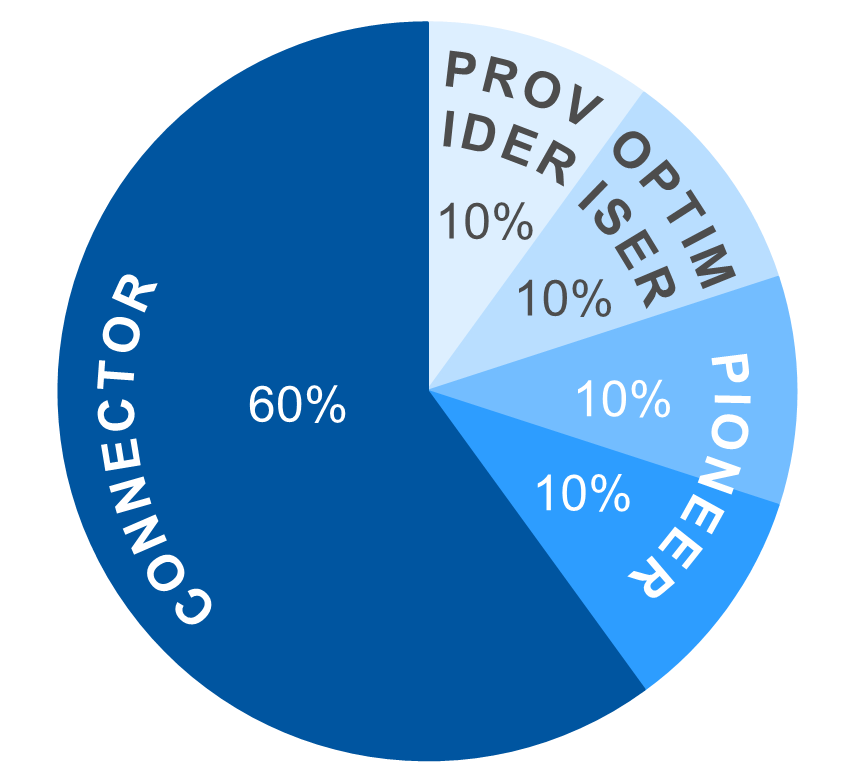 PROV
IDER
10%
OPTIM
ISER
10%
PIONEER
10%
10%
CONNECTOR
60%